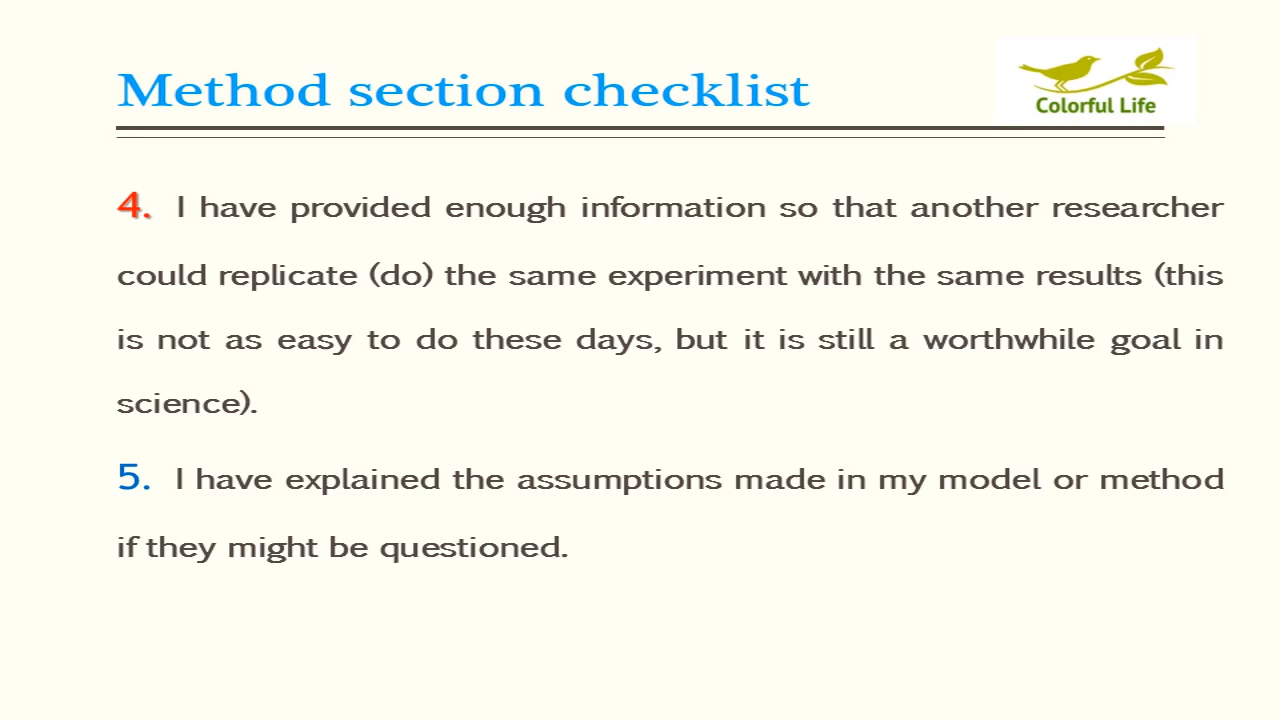 Method section checklist
Colorful Life
4. I have provided enough information so that another researcher
could replicate (do) the same experiment with the same results (this
is not as easy to do these days, but it is still a worthwhile goal in
science).
5. I have explained the assumptions made in my model or method
if they might be questioned.